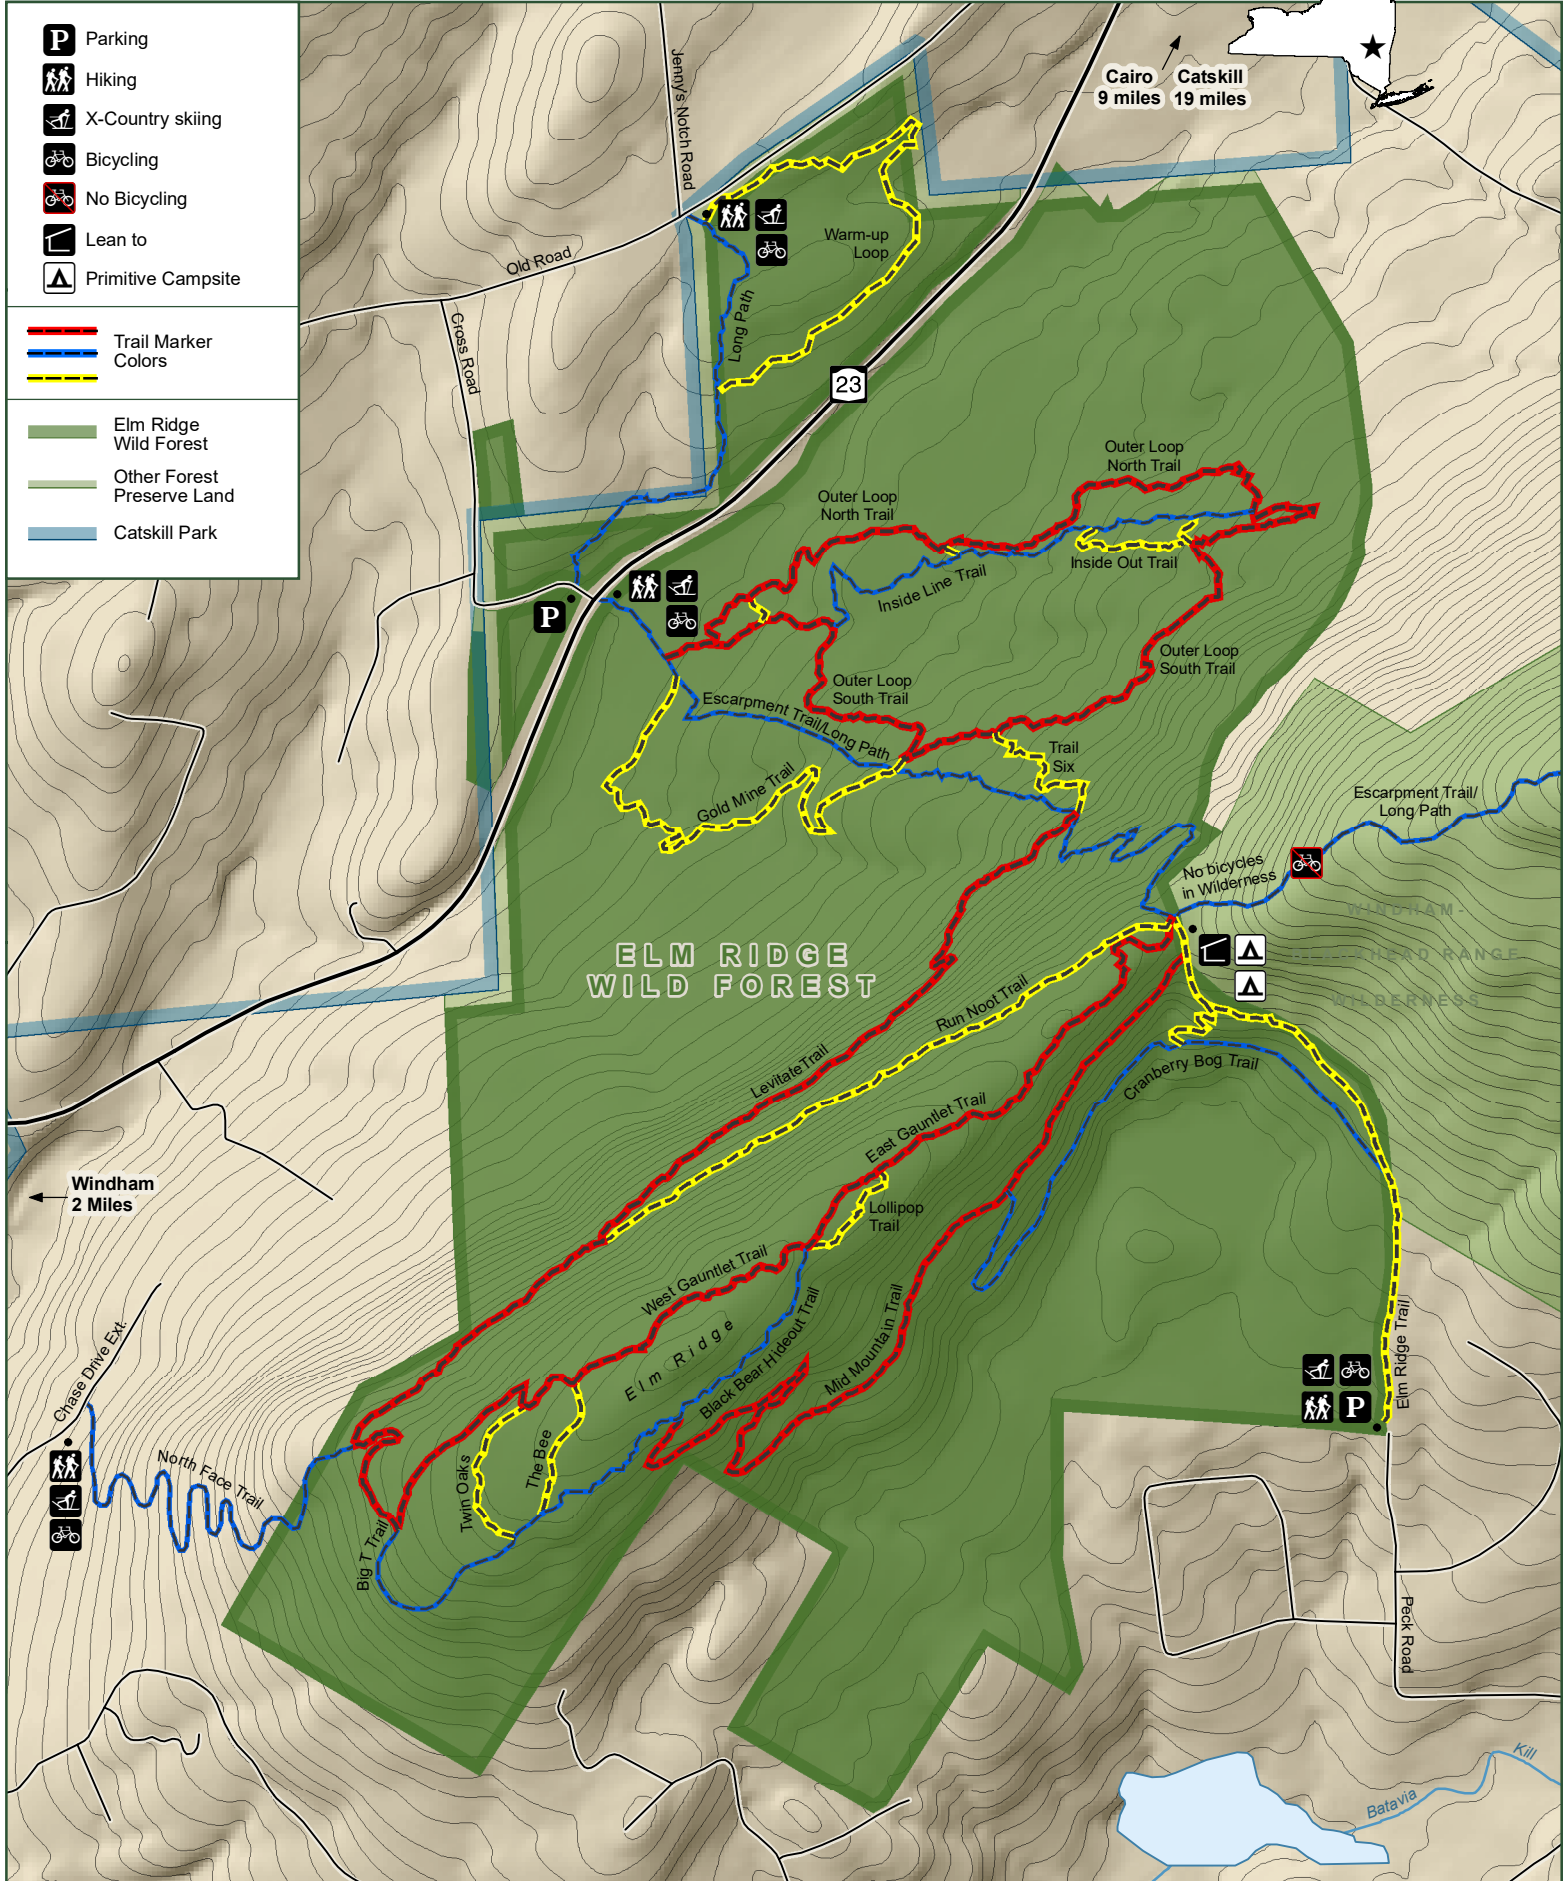 P
Parking
Hiking
X-Country skiing
Bicycling
No Bicycling
Lean to
Primitive Campsite
Trail Marker
Colors
Elm Ridge
Wild Forest
Other Forest
Preserve Land
Catskill Park
Jenny's Notch Road
Cairo
9 miles
Catskill
19 miles
Old Road
Cross Road
Warm-up
Loop
Long Path
23
Outer Loop
North Trail
Outer Loop
North Trail
Inside Out Trail
Inside Line Trail
P
Outer Loop
South Trail
Outer Loop
South Trail
Escarpment Trail/Long Path
Trail
Six
Gold Mine Trail
Escarpment Trail/
Long Path
No bicycles
in Wilderness
WINDHAM-
BLACKHEAD RANGE
WILDERNESS
ELM RIDGE
WILD FOREST
Run Noot Trail
Levitate Trail
Cranberry Bog Trail
East Gauntlet Trail
Windham
2 Miles
Lollipop
Trail
West Gauntlet Trail
Elm Ridge
Black Bear Hideout Trail
Mid Mountain Trail
Chase Drive Ext.
Elm Ridge Trail
P
North Face Trail
Twin Oaks
The Bee
Big T Trail
Peck Road
Batavia
Kill